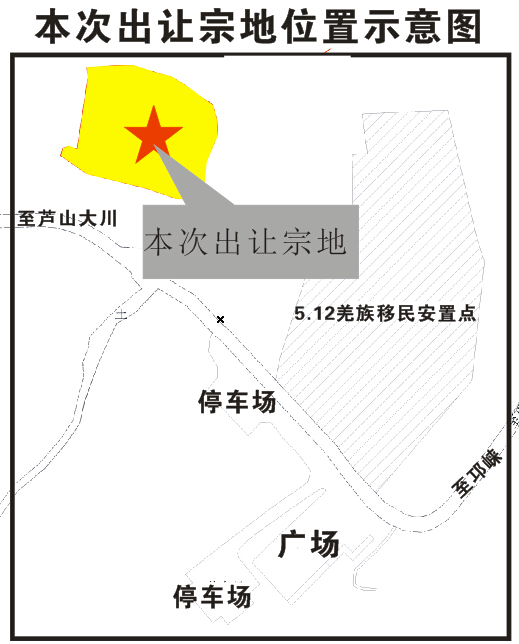 本次出让宗地位置示意图
至芦山大川
本次出让宗地
5.12羌族移民安置点
土
停车场
至邛崃
广场
停车场